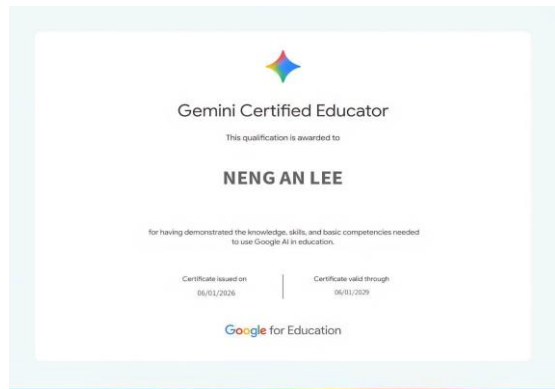 Gemini Certified Educator
This qualification is awarded to
NENG AN LEE
for having demonstrated the knowledge, skills, and basic competencies needed
to use Google AI in education.
Certificate issued on
06/01/2026
Certificate valid through
06/01/2029
Google for Education